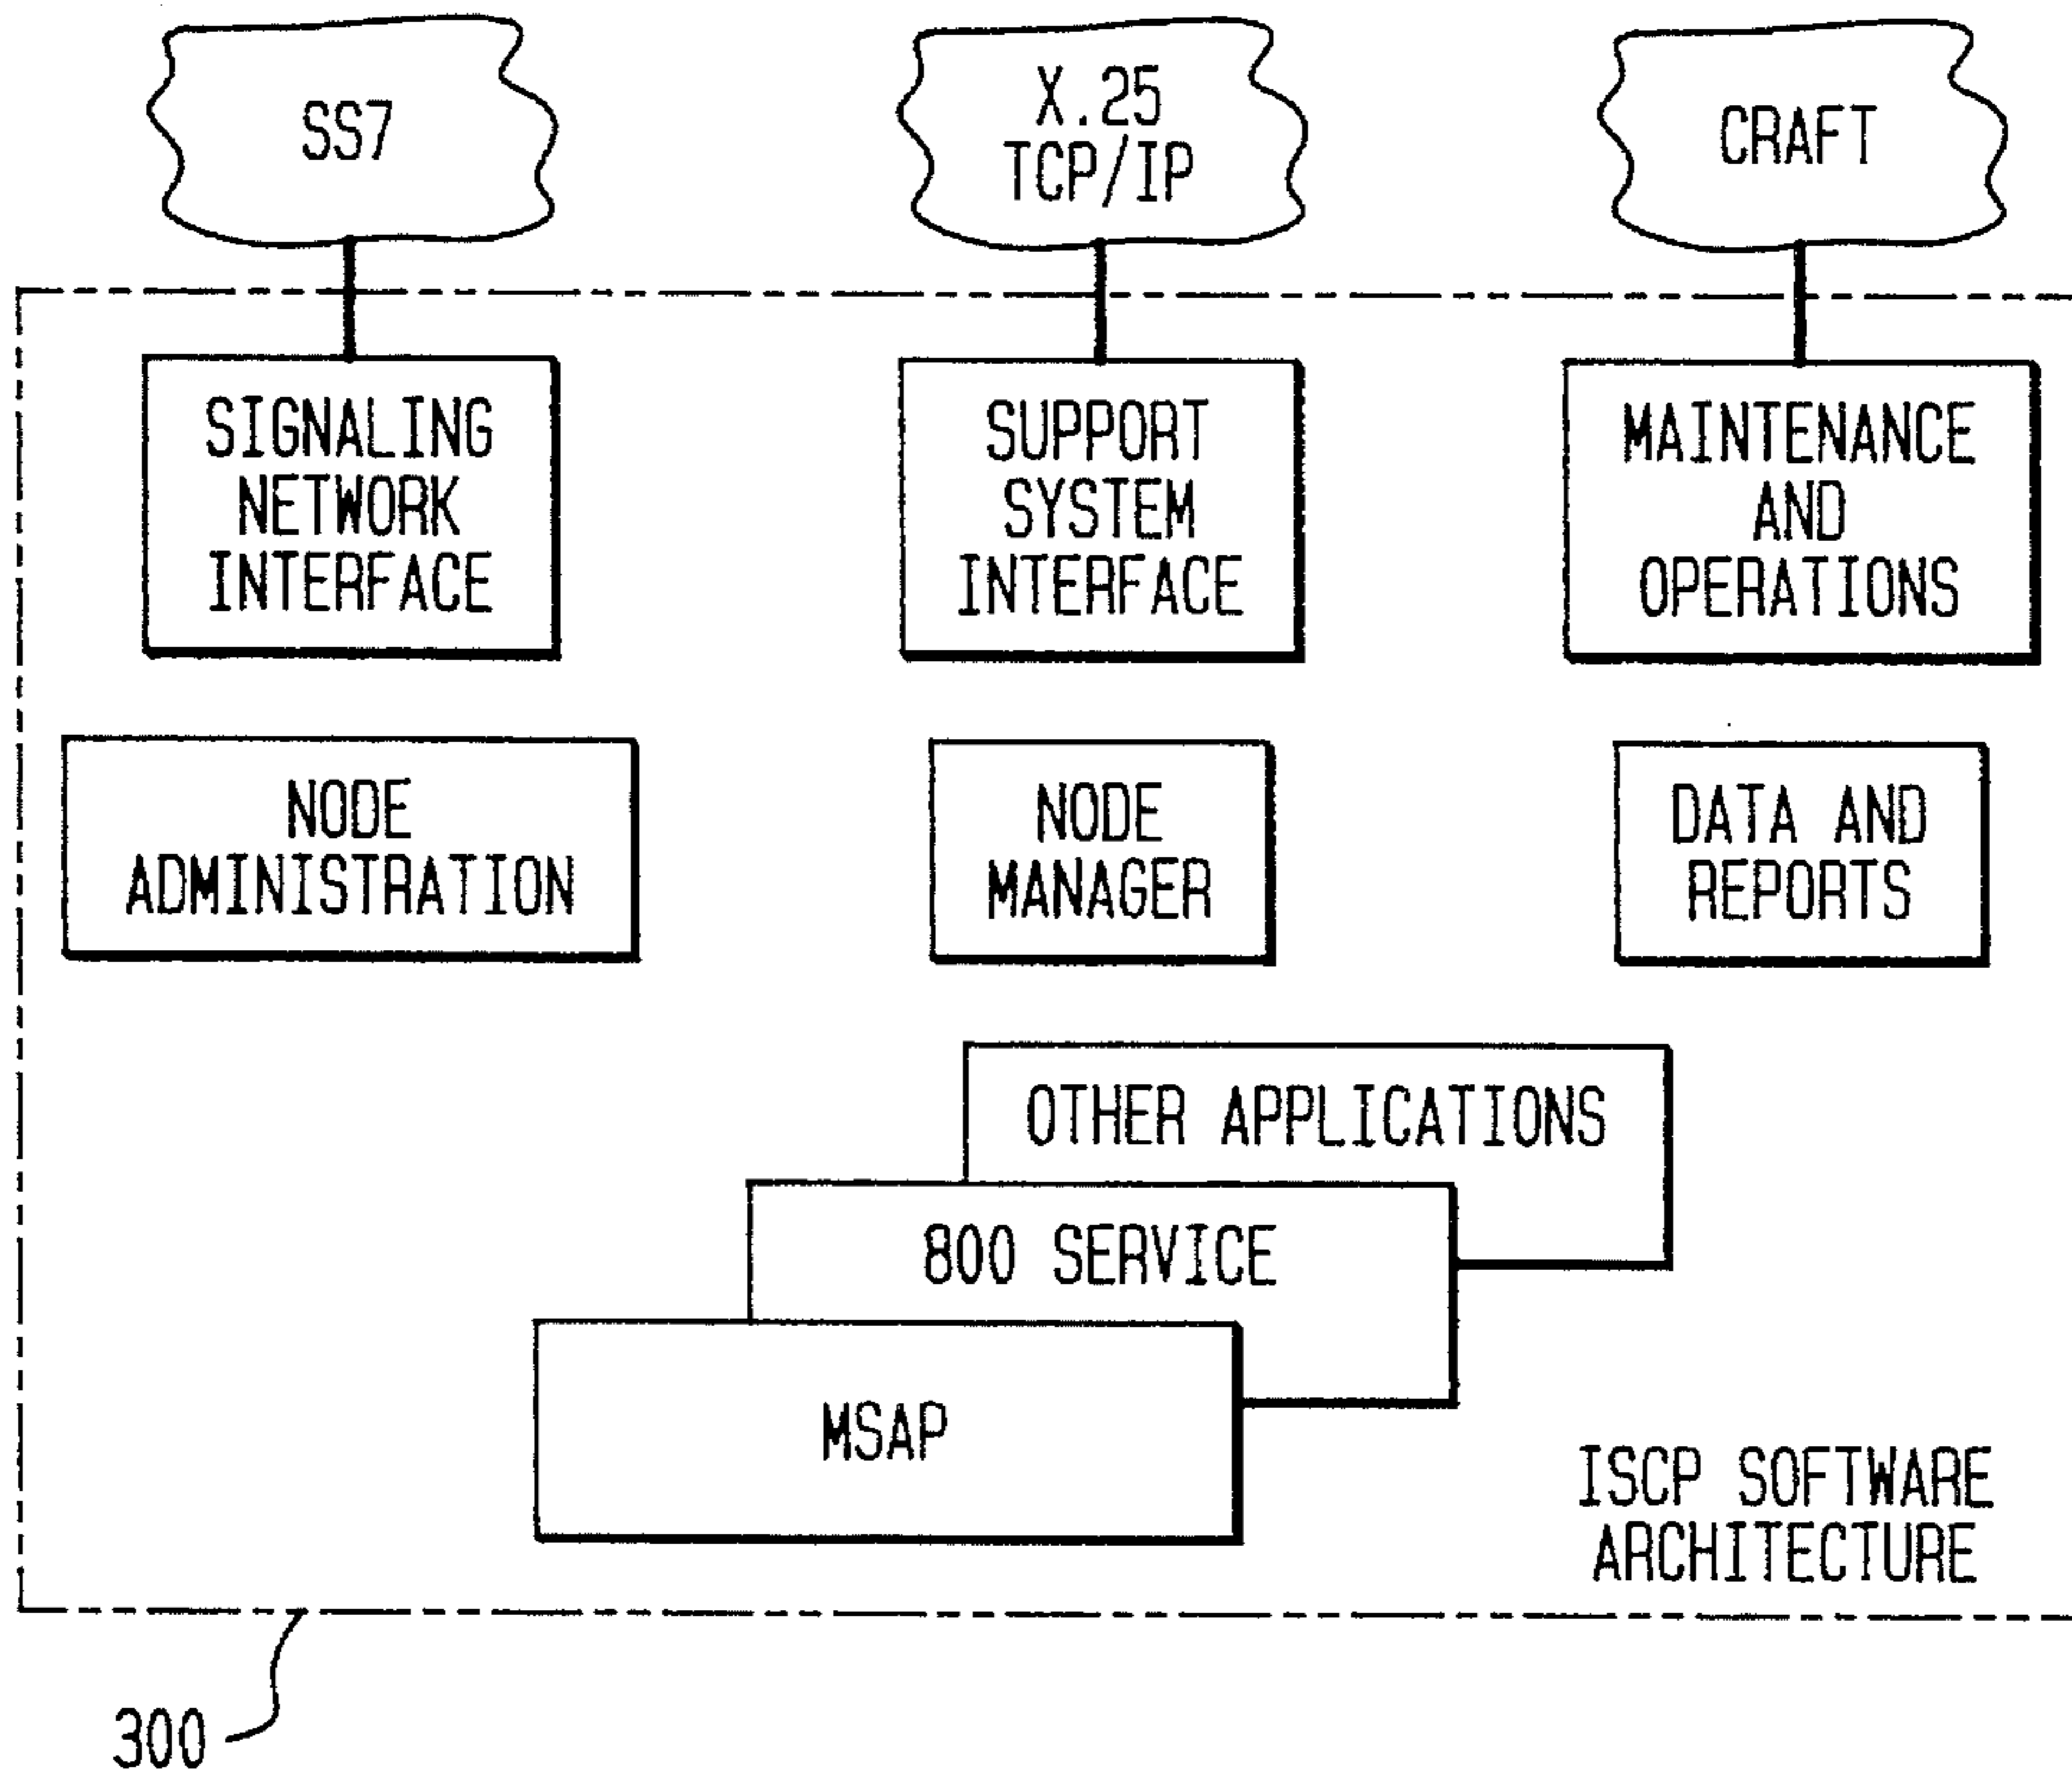 SS7
X.25
TCP/IP
CRAFT
SIGNALING
NETWORK
INTERFACE
SUPPORT
SYSTEM
INTERFACE
MAINTENANCE
AND
OPERATIONS
NODE
ADMINISTRATION
NODE
MANAGER
DATA AND
REPORTS
OTHER APPLICATIONS
800 SERVICE
MSAP
ISCP SOFTWARE
ARCHITECTURE
300